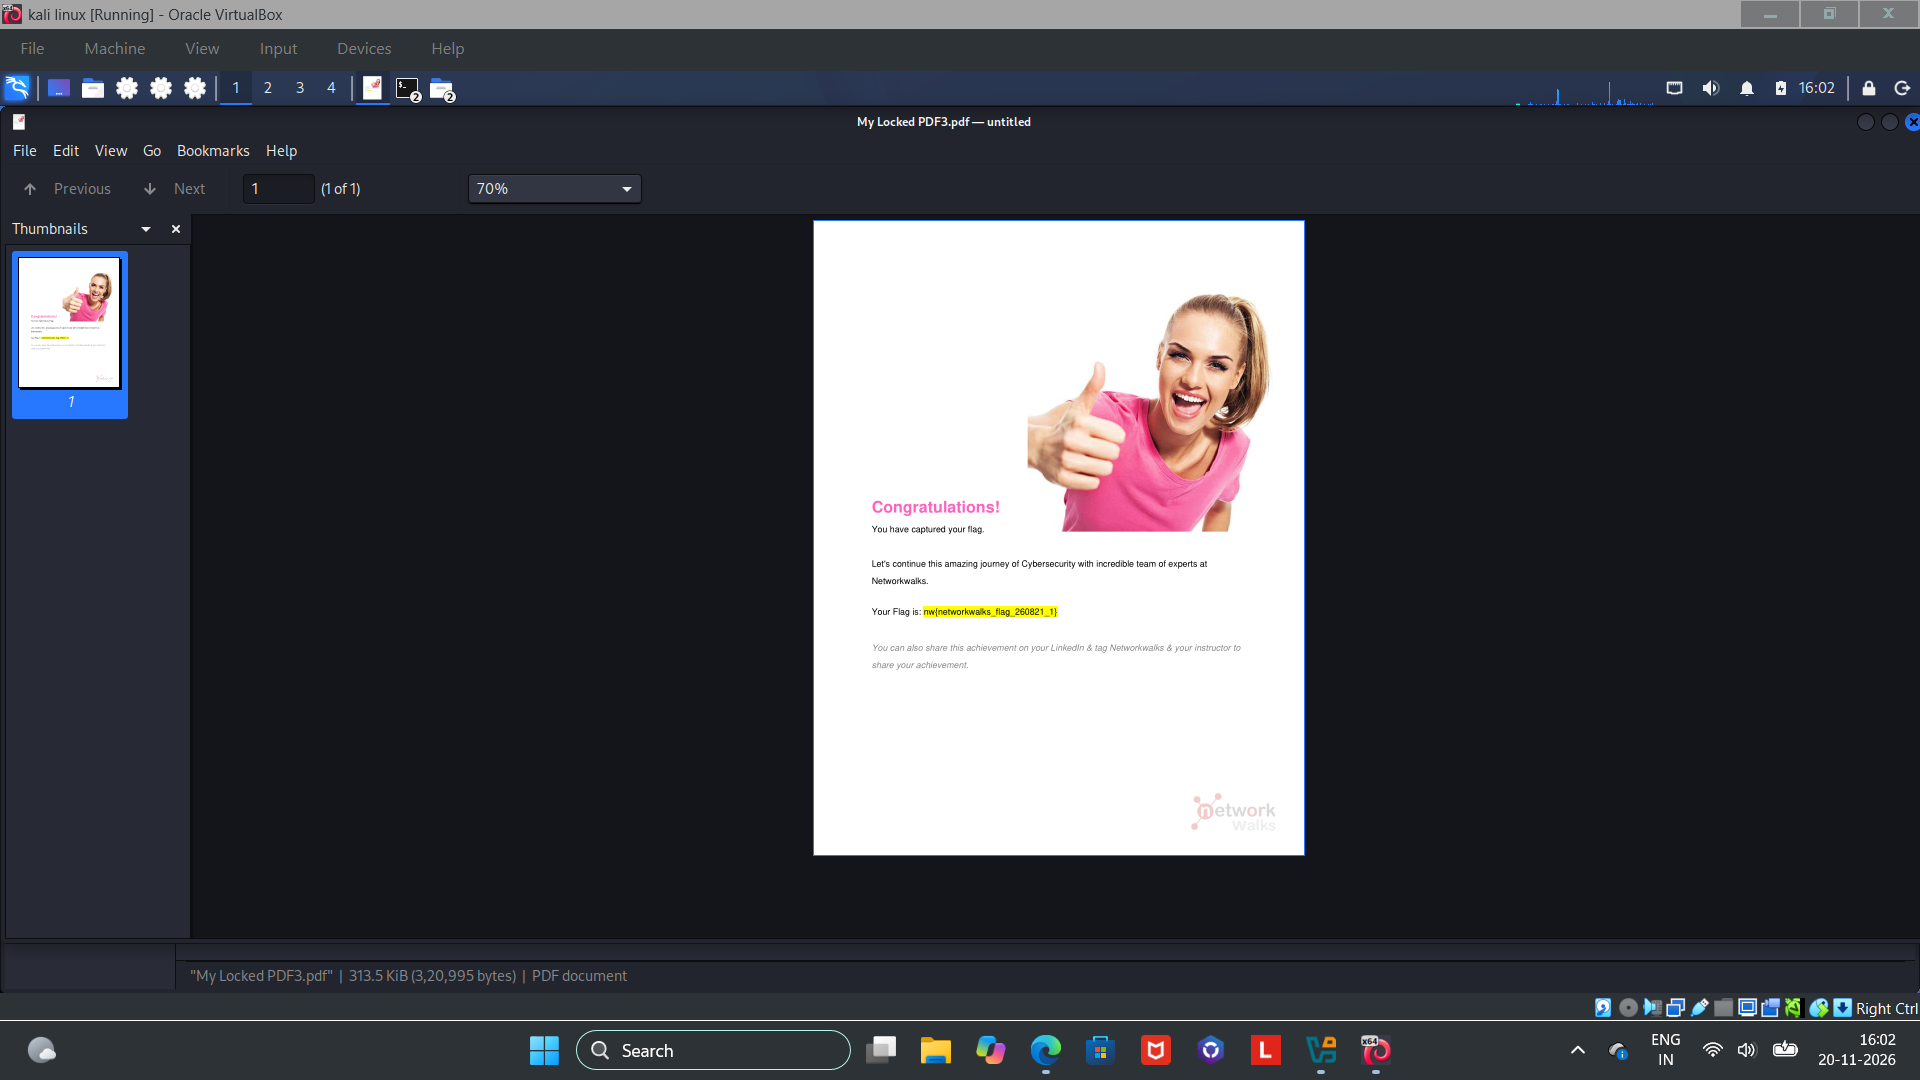 kali linux [Running] - Oracle VirtualBox
File Machine View Input Devices Help
1 2 3 4
16:02
My Locked PDF3.pdf — untitled
File Edit View Go Bookmarks Help
Previous Next 1 (1 of 1) 70%
Thumbnails
1
Congratulations!
You have captured your flag.
Let's continue this amazing journey of Cybersecurity with incredible team of experts at
Networkwalks.
Your Flag is: nw{networkwalks_flag_260821_1}
You can also share this achievement on your LinkedIn & tag Networkwalks & your instructor to
share your achievement.
network
Walks
"My Locked PDF3.pdf" | 313.5 KiB (3,20,995 bytes) | PDF document
Right Ctrl
Search
L
x64
ENG
IN
16:02
20-11-2026